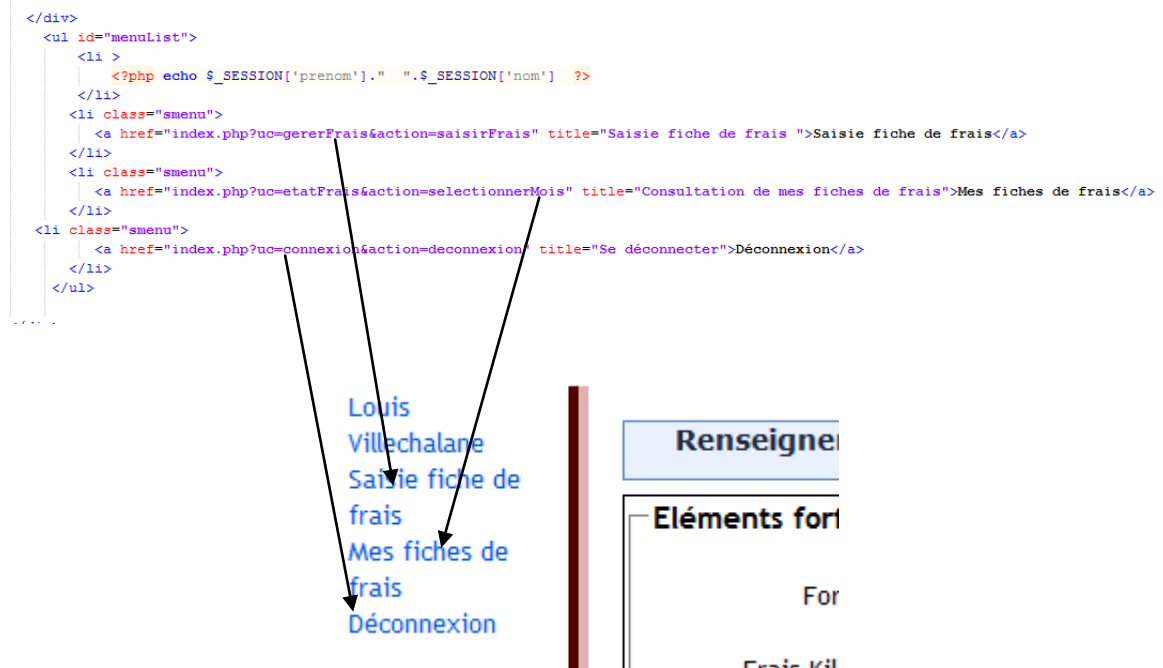 </div>
<ul id="menuList">
<li >
<?php echo $_SESSION['prenom']."  ".$_SESSION['nom']  ?>
</li>
<li class="smenu">
<a href="index.php?uc=gererFrais&action=saisirFrais" title="Saisie fiche de frais ">Saisie fiche de frais</a>
</li>
<li class="smenu">
<a href="index.php?uc=etatFrais&action=selectionnerMois" title="Consultation de mes fiches de frais">Mes fiches de frais</a>
</li>
<li class="smenu">
<a href="index.php?uc=connexion&action=deconnexion" title="Se déconnecter">Déconnexion</a>
</li>
</ul>
Louis
Villechalane
Saisie fiche de
frais
Mes fiches de
frais
Déconnexion
Renseigner
Eléments forf
For
Frais Kil